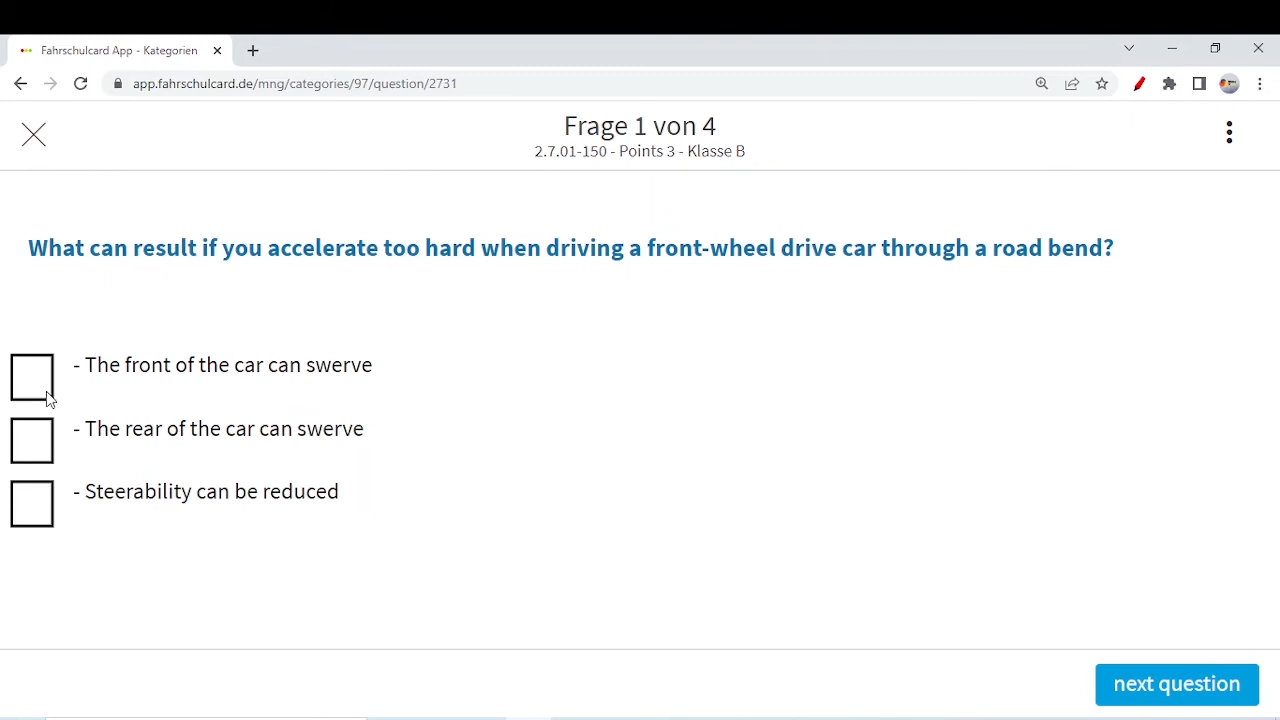 Fahrschulcard App - Kategorien
app.fahrschulcard.de/mng/categories/97/question/2731
Frage 1 von 4
2.7.01-150 - Points 3 - Klasse B
What can result if you accelerate too hard when driving a front-wheel drive car through a road bend?
- The front of the car can swerve
- The rear of the car can swerve
- Steerability can be reduced
next question